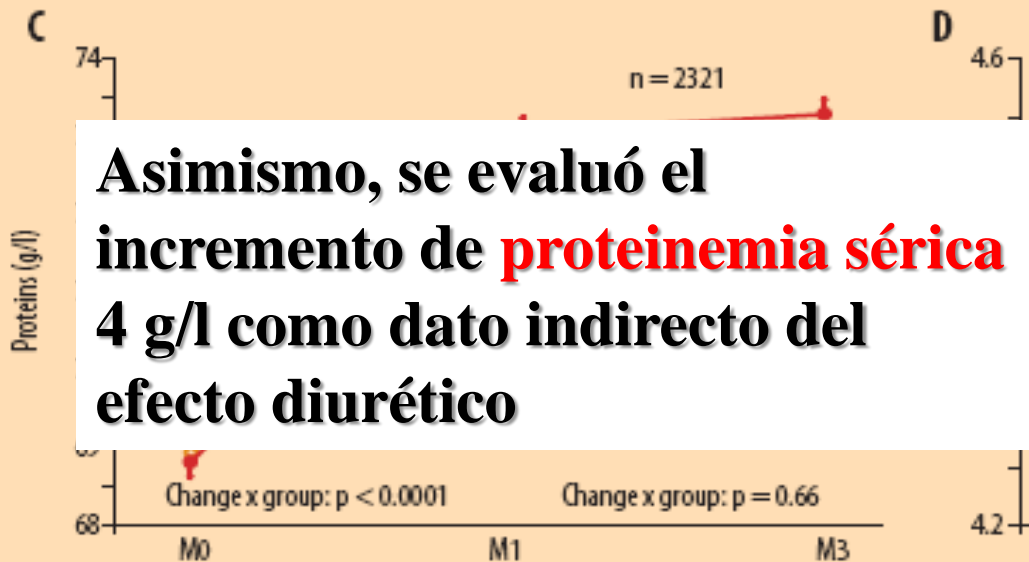 C
D
74
4.6
n = 2321
Asimismo, se evaluó el
incremento de proteinemia sérica
4 g/l como dato indirecto del
efecto diurético
Proteins (g/l)
Change x group: p < 0.0001
Change x group: p = 0.66
68
4.2
M0
M1
M3